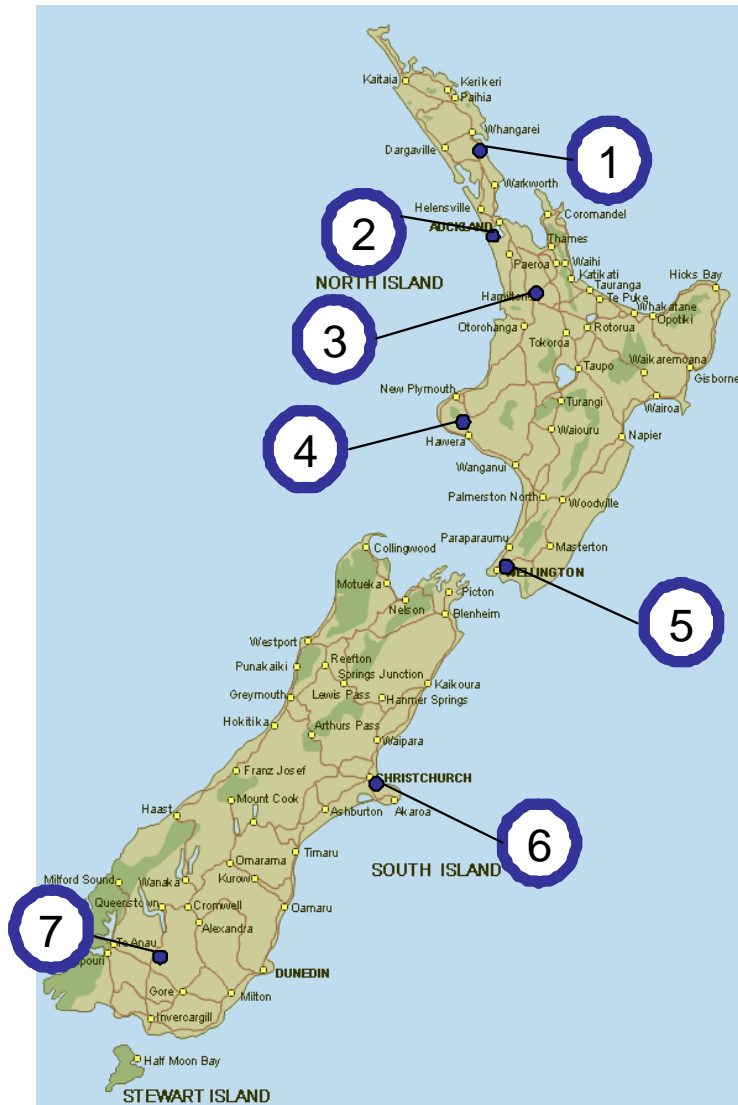 Kaitaia
Kerikeri
Paihia
Whangarei
Dargaville
1
Warkworth
Helensville
Coromandel
2
AUCKLAND
Thames
NORTH ISLAND
Paeroa
Waihi
Katikati
Hicks Bay
Tauranga
Hamilton
Te Puke
Whakatane
Opotiki
3
Otorohanga
Rotorua
Tokoroa
Waikaremoana
Taupo
Gisborne
New Plymouth
Turangi
Wairoa
4
Hawera
Waiouru
Napier
Wanganui
Palmerston North
Woodville
Paraparaumu
Masterton
Collingwood
WELLINGTON
Motueka
Picton
Nelson
Blenheim
5
Westport
Reefton
Punakaiki
Springs Junction
Kaikoura
Greymouth
Lewis Pass
Hanmer Springs
Hokitika
Arthurs Pass
Waipara
Franz Josef
CHRISTCHURCH
Mount Cook
Haast
Ashburton
Akaroa
6
Timaru
Omarama
SOUTH ISLAND
Milford Sound
Wanaka
Kurow
Queenstown
Cromwell
Oamaru
Alexandra
7
Te Anau
pouri
DUNEDIN
Gore
Milton
Invercargill
Half Moon Bay
STEWART ISLAND